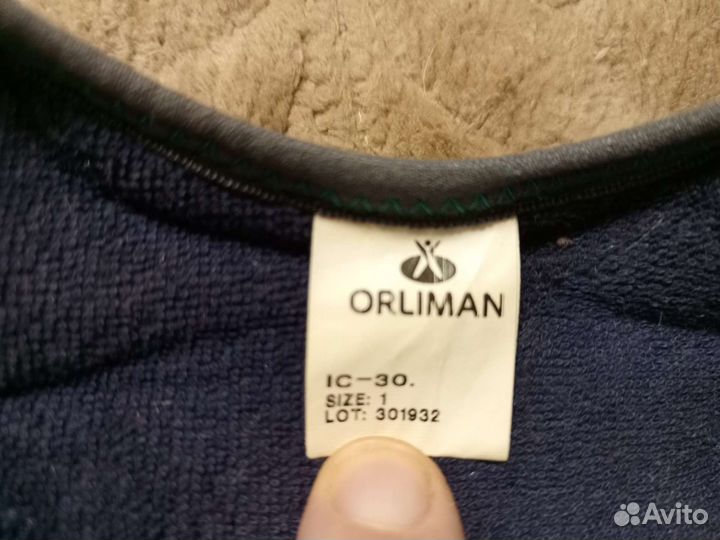 ORLIMAN
IC-30.
SIZE: 1
LOT: 301932
Avito